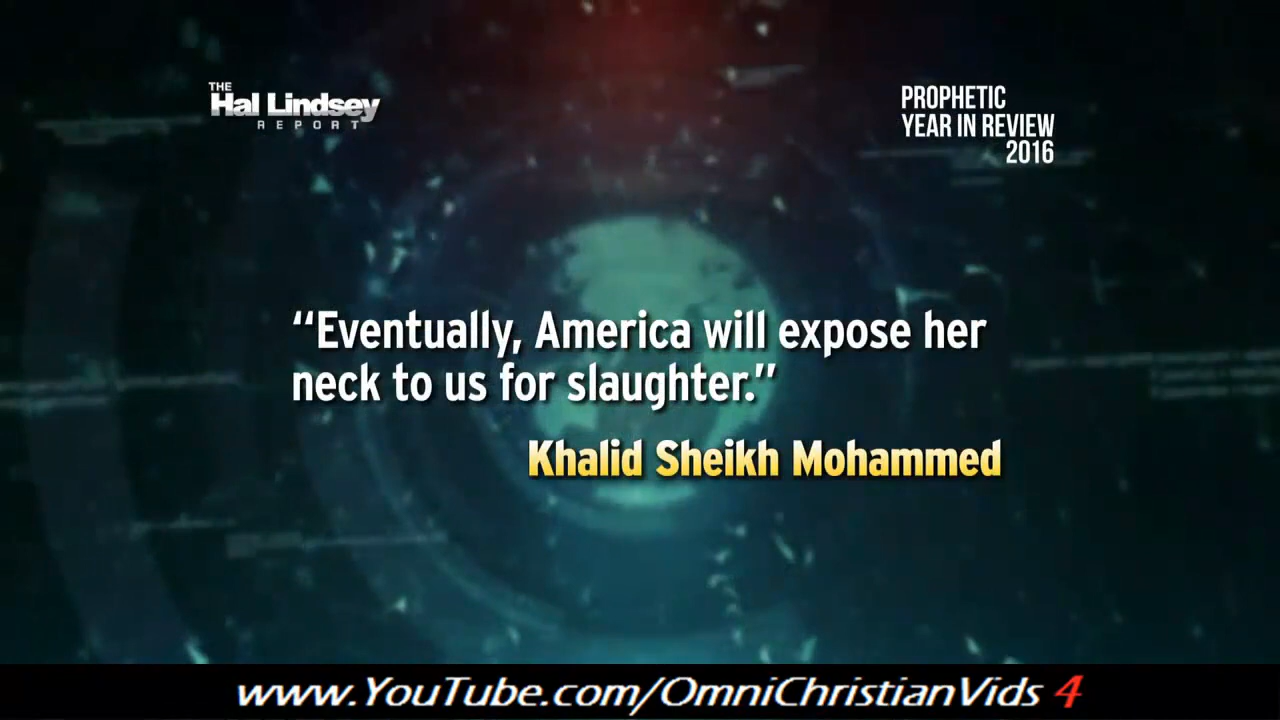 THE
Hal Lindsey
REPORT
PROPHETIC
YEAR IN REVIEW
2016
“Eventually, America will expose her
neck to us for slaughter.”
Khalid Sheikh Mohammed
www.YouTube.com/OmniChristianVids 4